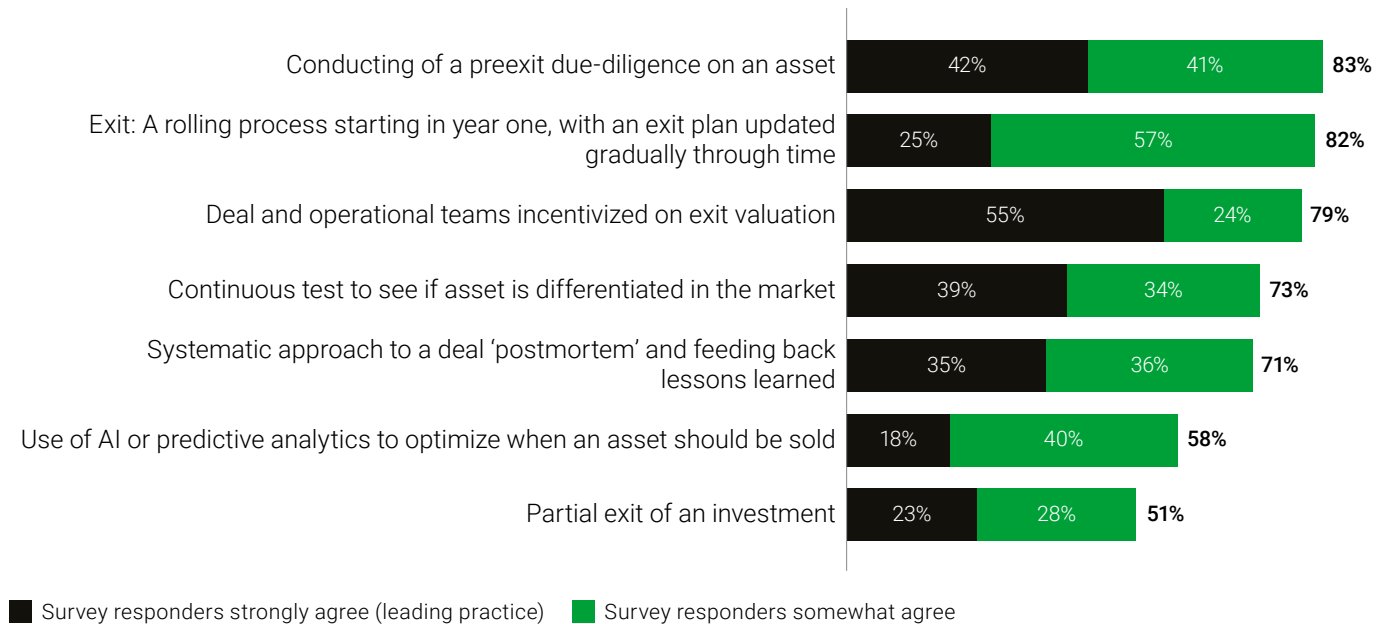 Conducting of a preexit due-diligence on an asset
42%
41%
83%
Exit: A rolling process starting in year one, with an exit plan updated
gradually through time
25%
57%
82%
Deal and operational teams incentivized on exit valuation
55%
24%
79%
Continuous test to see if asset is differentiated in the market
39%
34%
73%
Systematic approach to a deal ‘postmortem’ and feeding back
lessons learned
35%
36%
71%
Use of AI or predictive analytics to optimize when an asset should be sold
18%
40%
58%
Partial exit of an investment
23%
28%
51%
Survey responders strongly agree (leading practice)
Survey responders somewhat agree